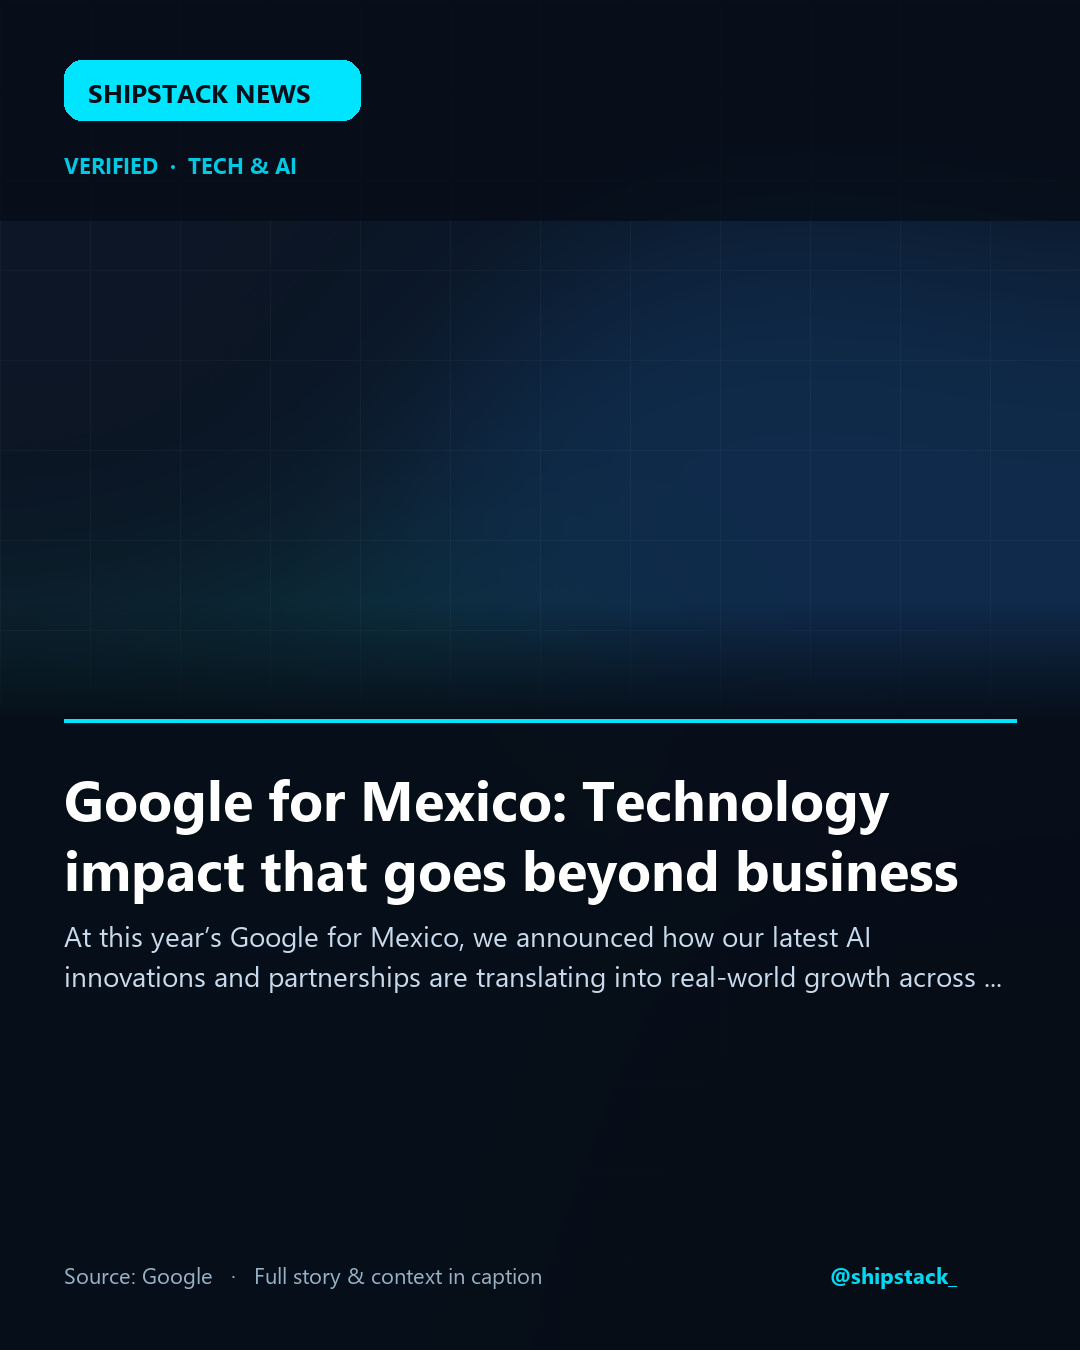 SHIPSTACK NEWS
VERIFIED · TECH & AI
Google for Mexico: Technology
impact that goes beyond business
At this year’s Google for Mexico, we announced how our latest AI
innovations and partnerships are translating into real-world growth across ...
Source: Google · Full story & context in caption
@shipstack_